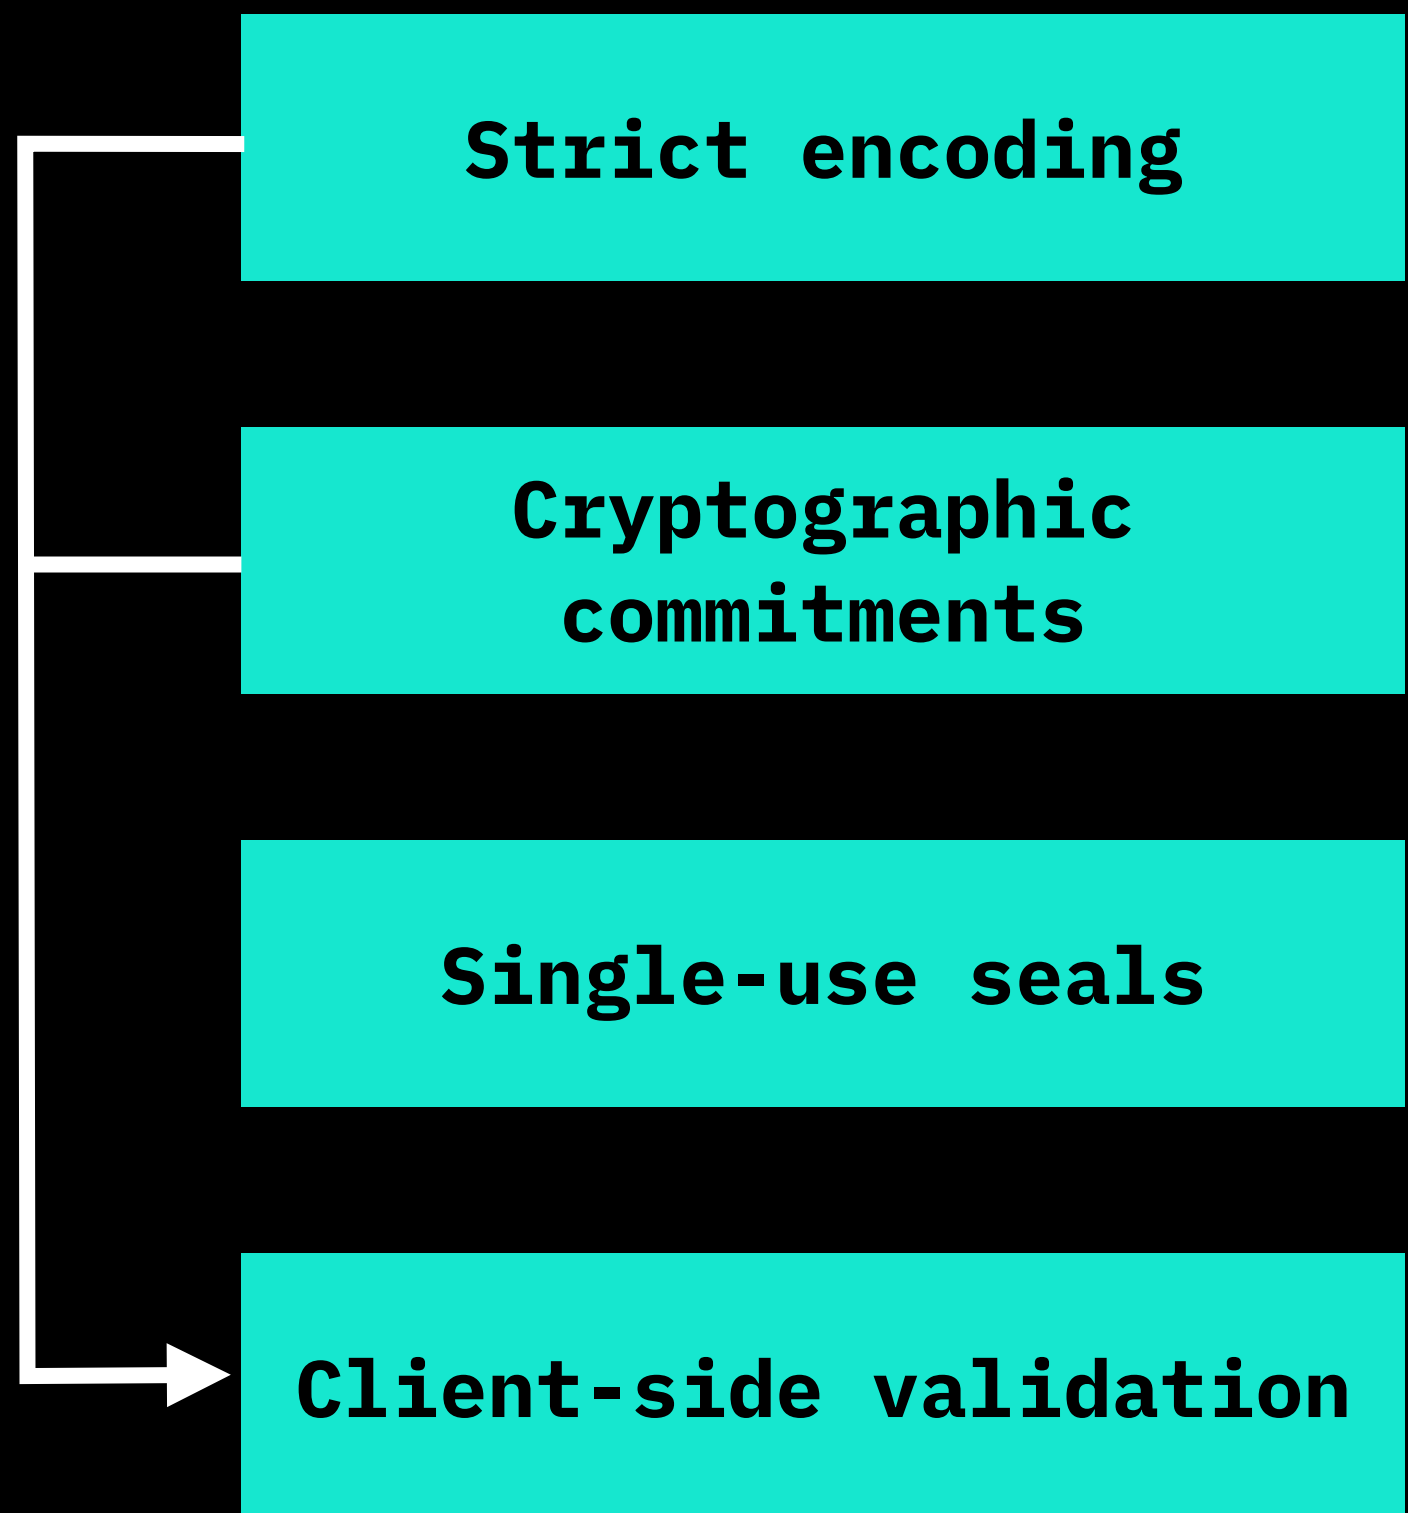 Strict encoding
Cryptographic
commitments
Single-use seals
Client-side validation